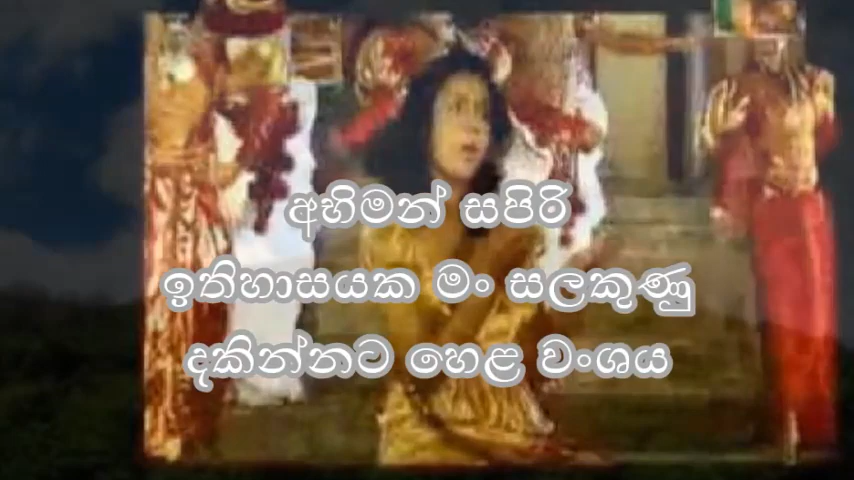 අභිමන් සපිරි
ඉතිහාසයක මං සලකුණු
දකින්නට හෙළ වංශය